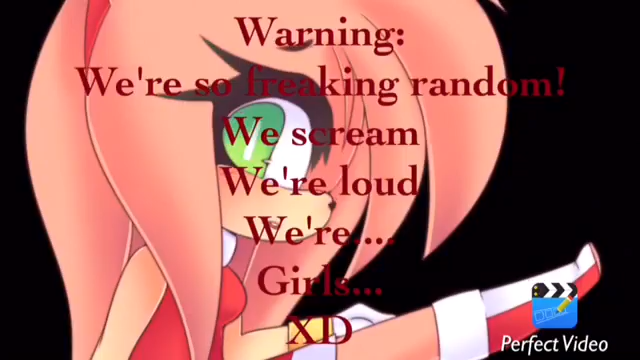 Warning:
We're so freaking random!
We scream
We're loud
We're....
Girls...
XD
Perfect Video